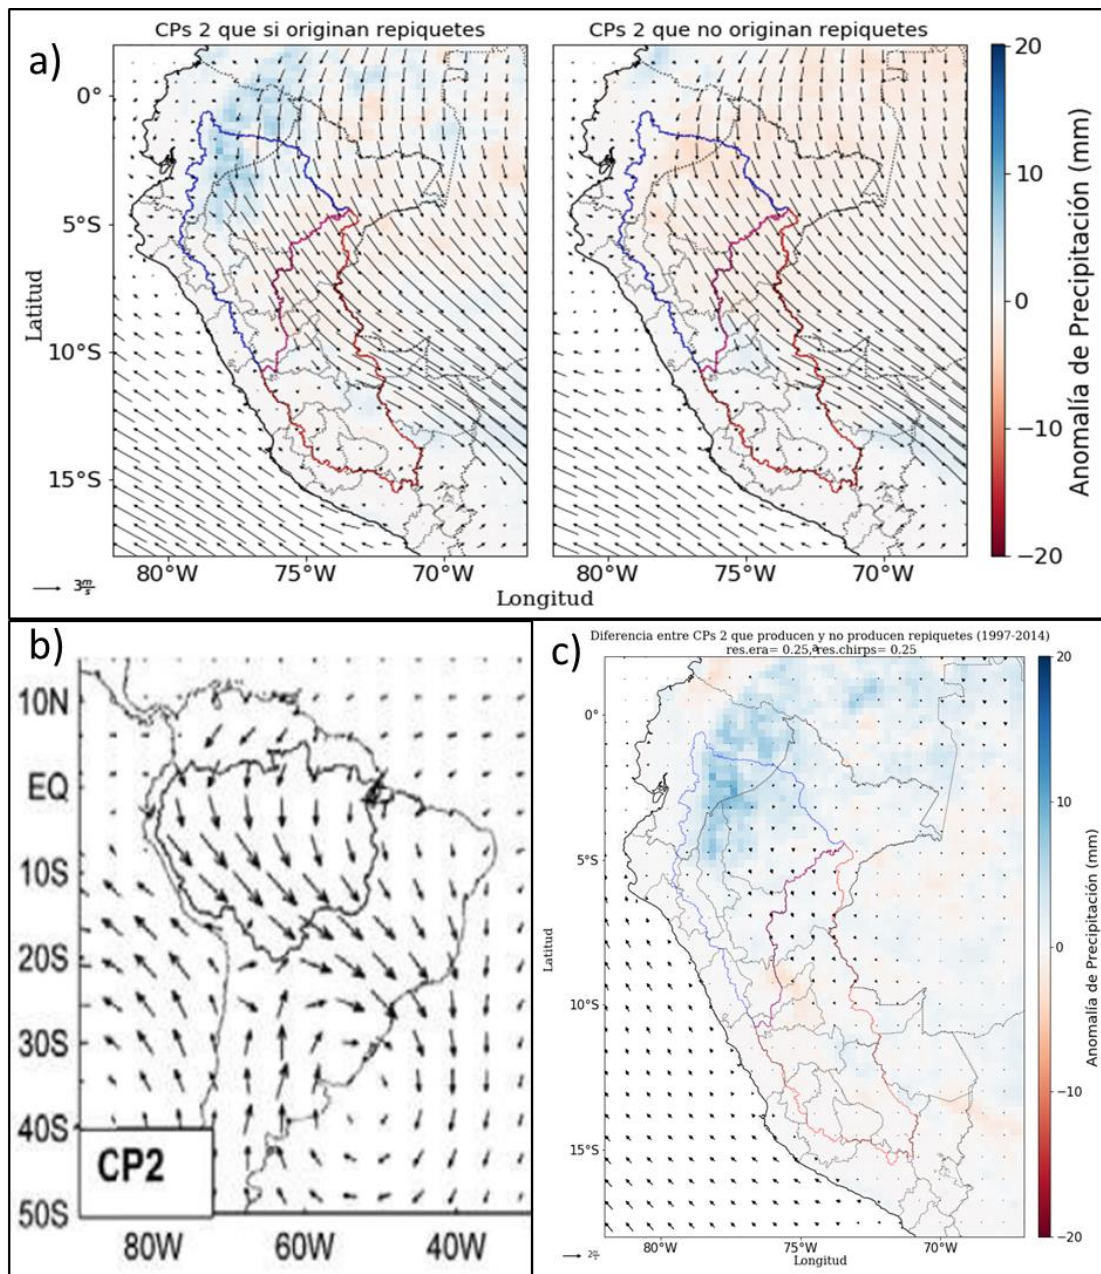 CPs 2 que si originan repiquetes
CPs 2 que no originan repiquetes
a)
0°
5°S
10°S
15°S
Latitud
80°W
75°W
70°W
80°W
75°W
70°W
Longitud
3 m/s
20
10
0
−10
−20
Anomalía de Precipitación (mm)
b)
10N
EQ
10S
20S
30S
40S
50S
CP2
80W
60W
40W
c)
Diferencia entre CPs 2 que producen y no producen repiquetes (1997-2014)
res.era= 0.25, res.chirps= 0.25
0°
5°S
10°S
15°S
Latitud
80°W
75°W
70°W
Longitud
20
10
0
−10
−20
Anomalía de Precipitación (mm)